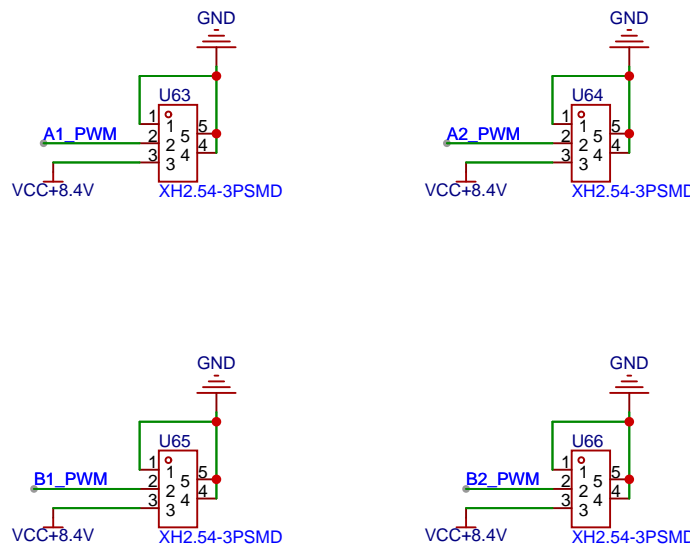 GND
U63
1 1
5 5
A1_PWM 2 2
4 4
3 3
VCC+8.4V
XH2.54-3PSMD
GND
U64
1 1
5 5
A2_PWM 2 2
4 4
3 3
VCC+8.4V
XH2.54-3PSMD
GND
U65
1 1
5 5
B1_PWM 2 2
4 4
3 3
VCC+8.4V
XH2.54-3PSMD
GND
U66
1 1
5 5
B2_PWM 2 2
4 4
3 3
VCC+8.4V
XH2.54-3PSMD